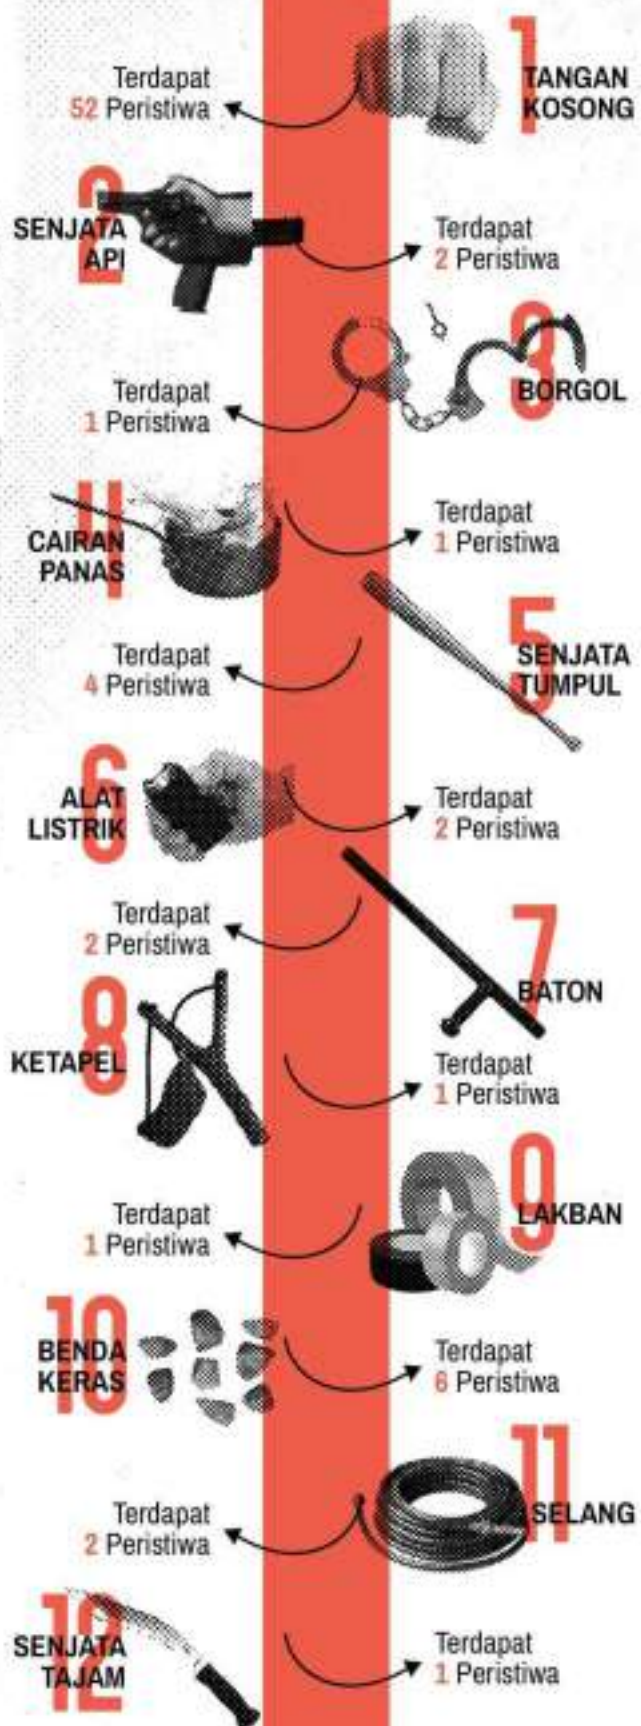 1
TANGAN
KOSONG
Terdapat
52 Peristiwa
2
SENJATA
API
Terdapat
2 Peristiwa
3
BORGOL
Terdapat
1 Peristiwa
4
CAIRAN
PANAS
Terdapat
1 Peristiwa
5
SENJATA
TUMPUL
Terdapat
4 Peristiwa
6
ALAT
LISTRIK
Terdapat
2 Peristiwa
7
BATON
Terdapat
2 Peristiwa
8
KETAPEL
Terdapat
1 Peristiwa
9
LAKBAN
Terdapat
1 Peristiwa
10
BENDA
KERAS
Terdapat
6 Peristiwa
11
SELANG
Terdapat
2 Peristiwa
12
SENJATA
TAJAM
Terdapat
1 Peristiwa